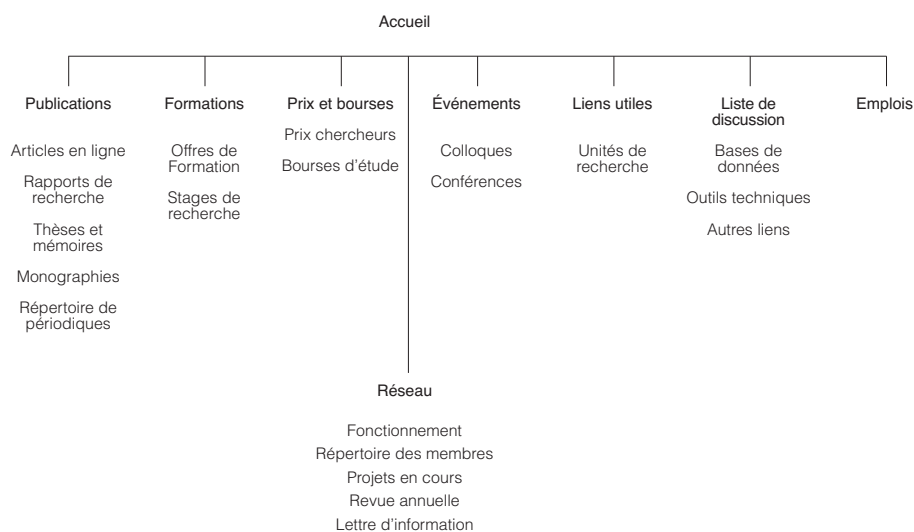 Accueil
Publications
Articles en ligne
Rapports de
recherche
Thèses et
mémoires
Monographies
Répertoire de
périodiques
Formations
Offres de
Formation
Stages de
recherche
Prix et bourses
Prix chercheurs
Bourses d'étude
Événements
Colloques
Conférences
Liens utiles
Unités de
recherche
Liste de
discussion
Bases de
données
Outils techniques
Autres liens
Emplois
Réseau
Fonctionnement
Répertoire des membres
Projets en cours
Revue annuelle
Lettre d'information